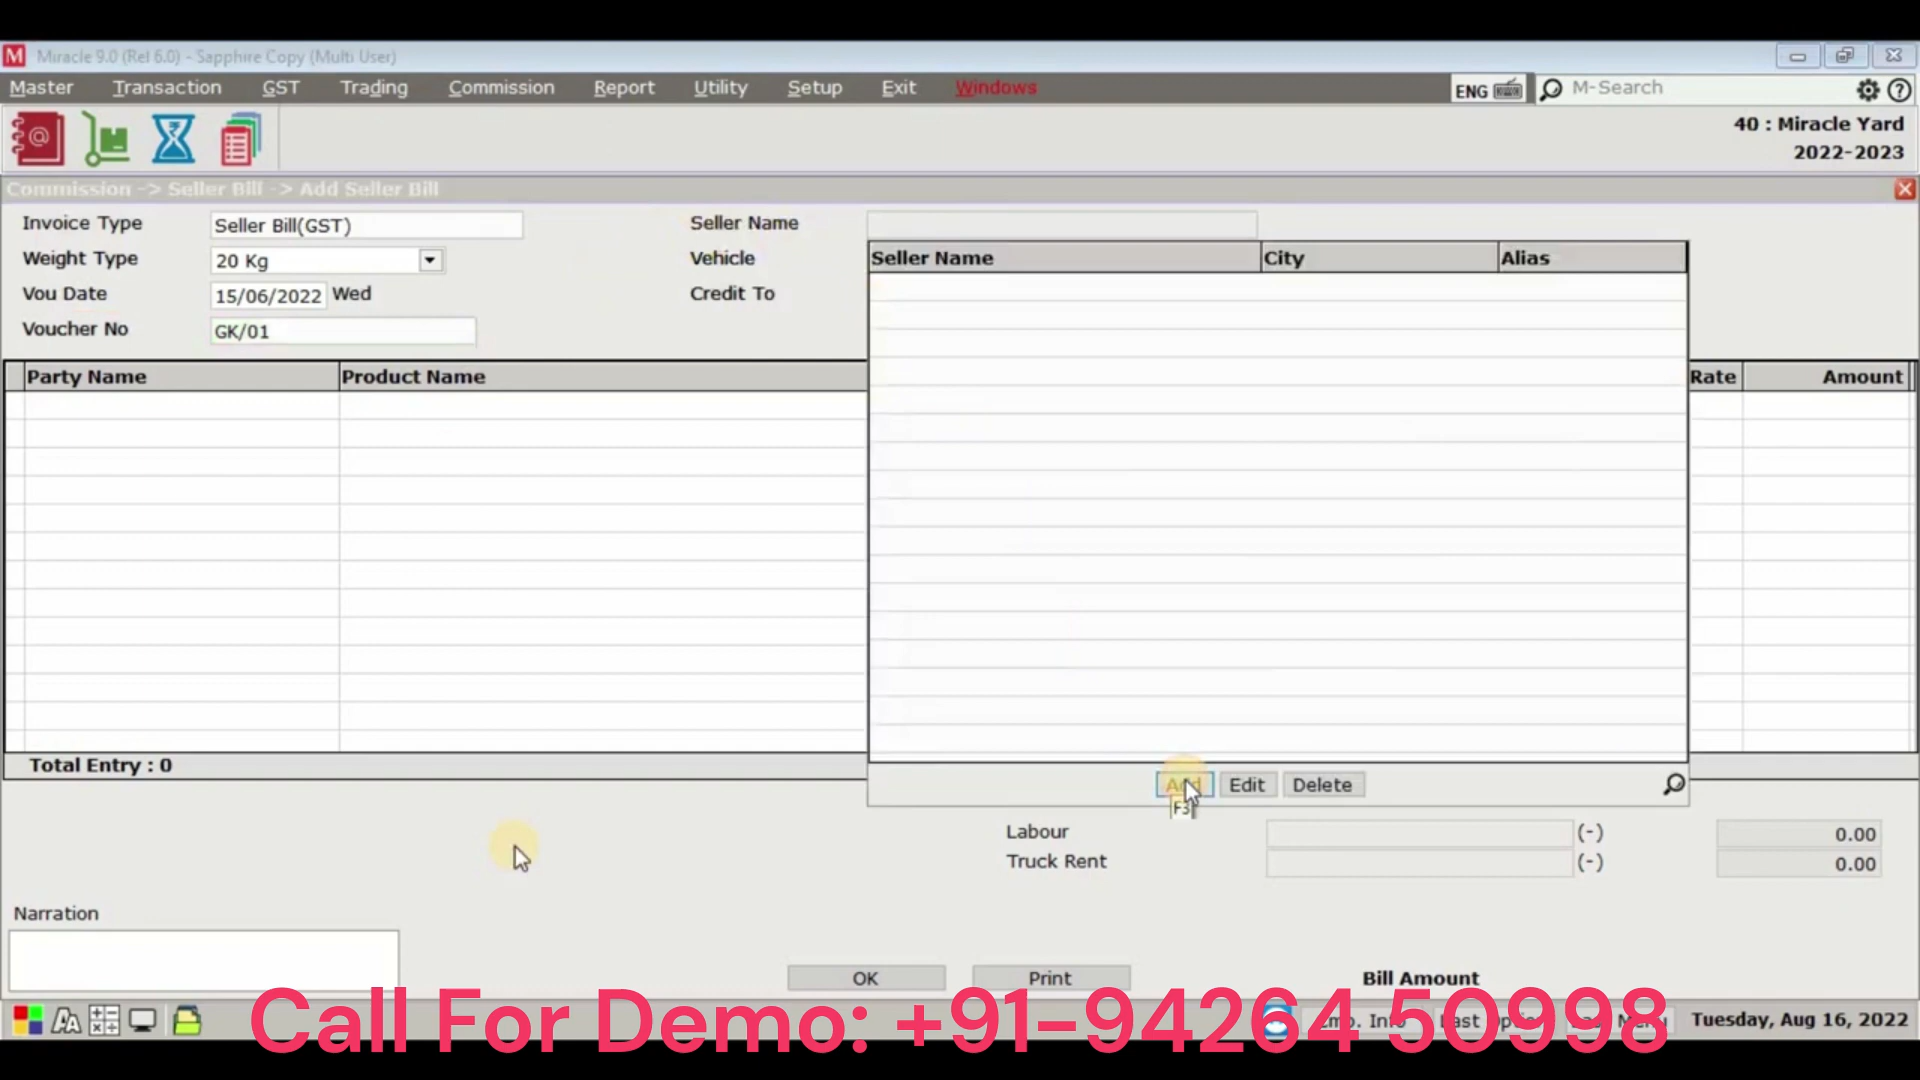 Miracle 9.0 (Rel 6.0) - Sapphire Copy (Multi User)
Master Transaction GST Trading Commission Report Utility Setup Exit Windows ENG M-Search
40 : Miracle Yard
2022-2023
Commission -> Seller Bill -> Add Seller Bill
Invoice Type Seller Bill(GST) Seller Name
Weight Type 20 Kg Vehicle Seller Name City Alias
Vou Date 15/06/2022 Wed Credit To
Voucher No GK/01
Party Name Product Name Rate Amount
Total Entry : 0
Add Edit Delete
F3
Labour (-) 0.00
Truck Rent (-) 0.00
Narration
OK Print Bill Amount
Call For Demo: +91-94264 50998
Tuesday, Aug 16, 2022